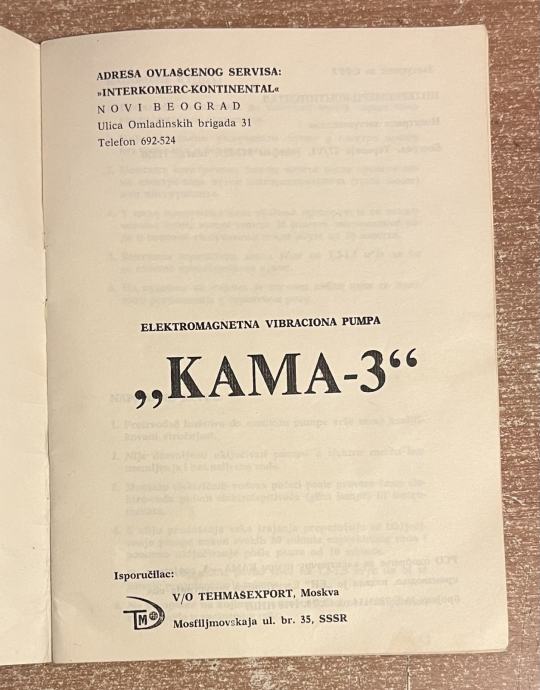 ADRESA OVLAŠĆENOG SERVISA:
»INTERKOMERC-KONTINENTAL«
NOVI BEOGRAD
Ulica Omladinskih brigada 31
Telefon 692-524
ELEKTROMAGNETNA VIBRACIONA PUMPA
„KAMA-3“
Isporučilac:
V/O TEHMAŠEXPORT, Moskva
TM
Mosfiljmovskaja ul. br. 35, SSSR